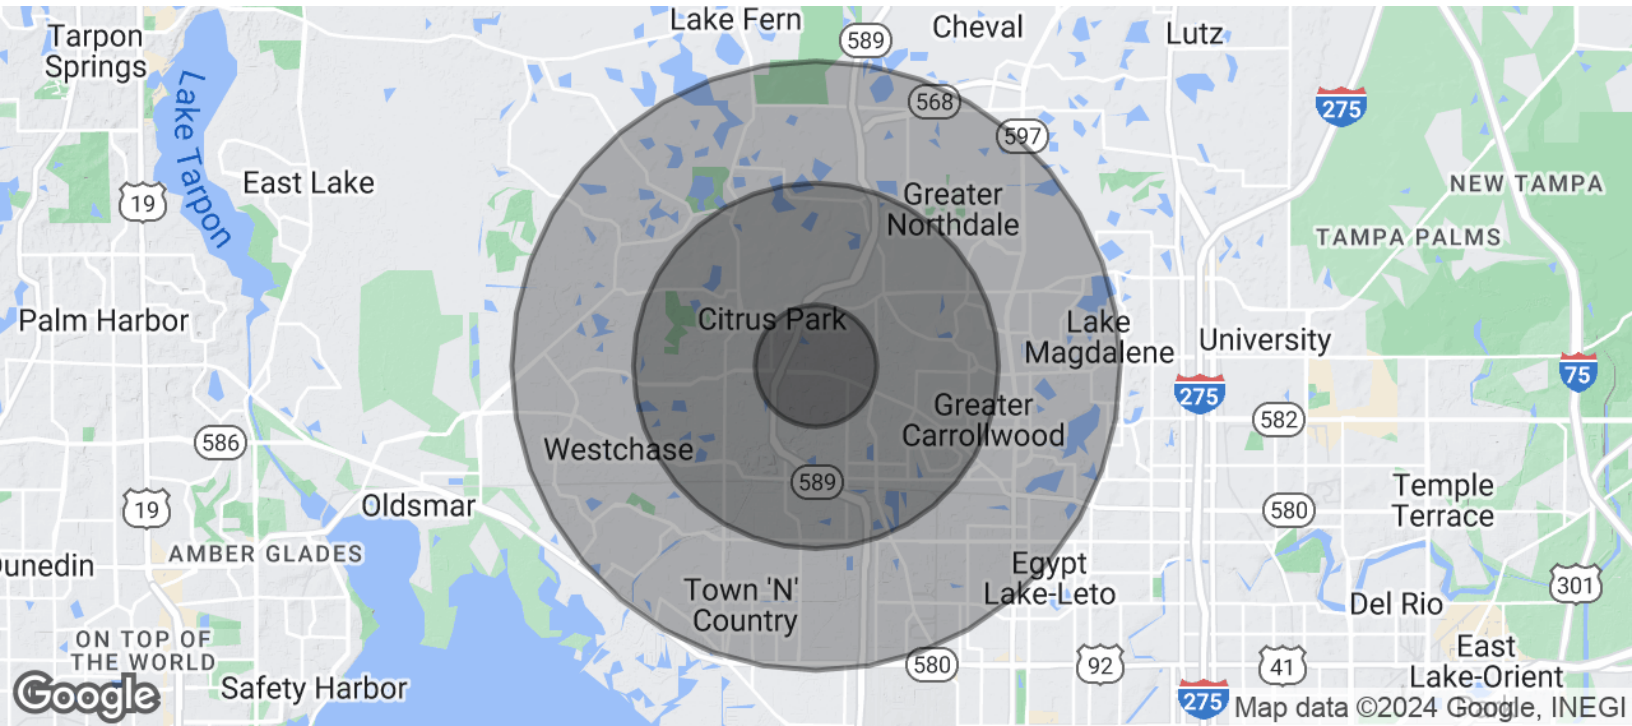 Lake Fern
589
Cheval
Lutz
Tarpon
Springs
Lake Tarpon
568
275
597
East Lake
19
Greater
Northdale
NEW TAMPA
TAMPA PALMS
Palm Harbor
Citrus Park
Lake
Magdalene
University
75
275
Greater
Carrollwood
582
586
Westchase
589
19
Oldsmar
580
Temple
Terrace
AMBER GLADES
Dunedin
Egypt
Lake-Leto
301
Town 'N'
Country
Del Rio
ON TOP OF
THE WORLD
580
92
41
East
Lake-Orient
Safety Harbor
Google
275
Map data ©2024 Google, INEGI